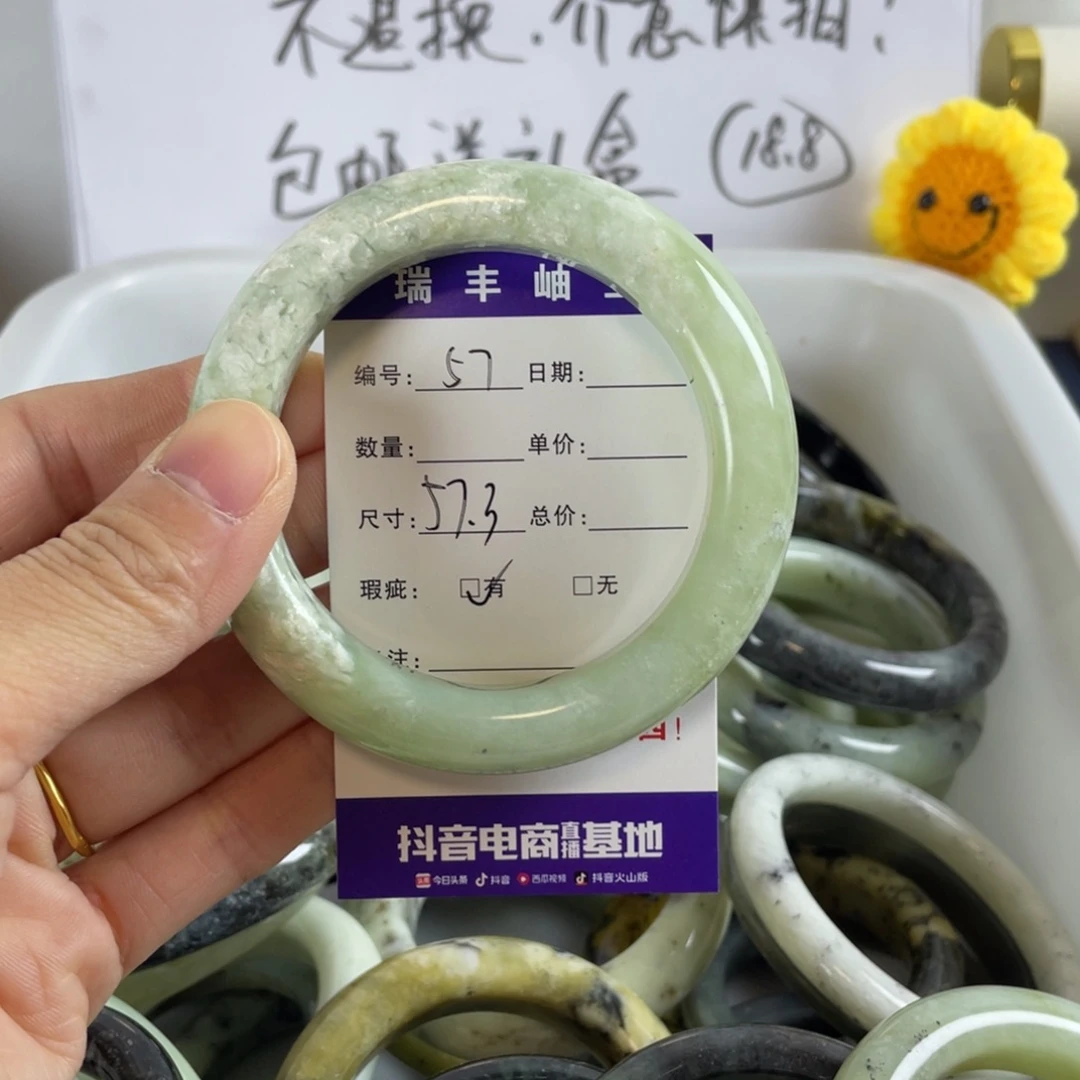 不退换.介意慎拍!
包邮送礼盒 18.8
瑞丰岫
编号: 57 日期:
数量: 单价:
尺寸: 57.3 总价:
瑕疵: ☑有 □无
注:
!
抖音电商直播基地
今日头条 抖音 西瓜视频 抖音火山版